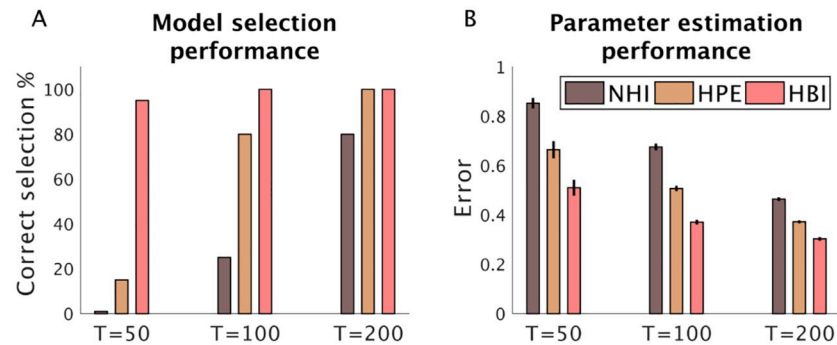 A
Model selection
performance
Correct selection %
100
80
60
40
20
0
T=50
T=100
T=200
B
Parameter estimation
performance
Error
1
0.8
0.6
0.4
0.2
0
NHI
HPE
HBI
T=50
T=100
T=200